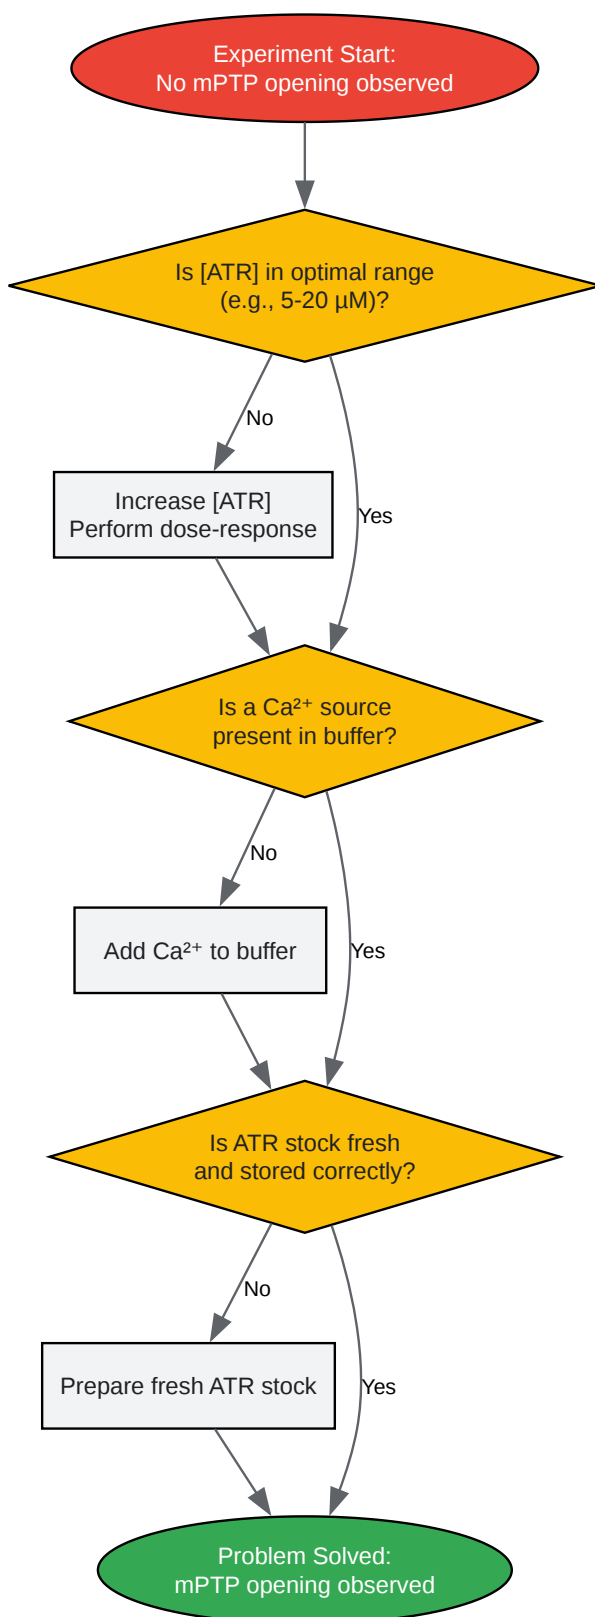 Experiment Start:
No mPTP opening observed
Is [ATR] in optimal range
(e.g., 5-20 µM)?
No
Increase [ATR]
Perform dose-response
Yes
Is a Ca²⁺ source
present in buffer?
No
Add Ca²⁺ to buffer
Yes
Is ATR stock fresh
and stored correctly?
No
Prepare fresh ATR stock
Yes
Problem Solved:
mPTP opening observed